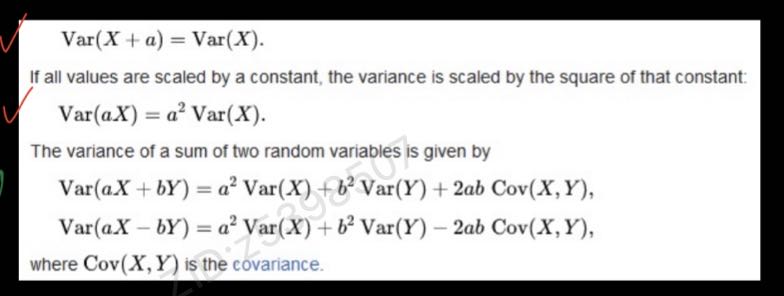 Var(X + a) = Var(X).
If all values are scaled by a constant, the variance is scaled by the square of that constant:
Var(aX) = a² Var(X).
The variance of a sum of two random variables is given by
Var(aX + bY) = a² Var(X) + b² Var(Y) + 2ab Cov(X, Y),
Var(aX − bY) = a² Var(X) + b² Var(Y) − 2ab Cov(X, Y),
where Cov(X, Y) is the covariance.
ZID:z5398507